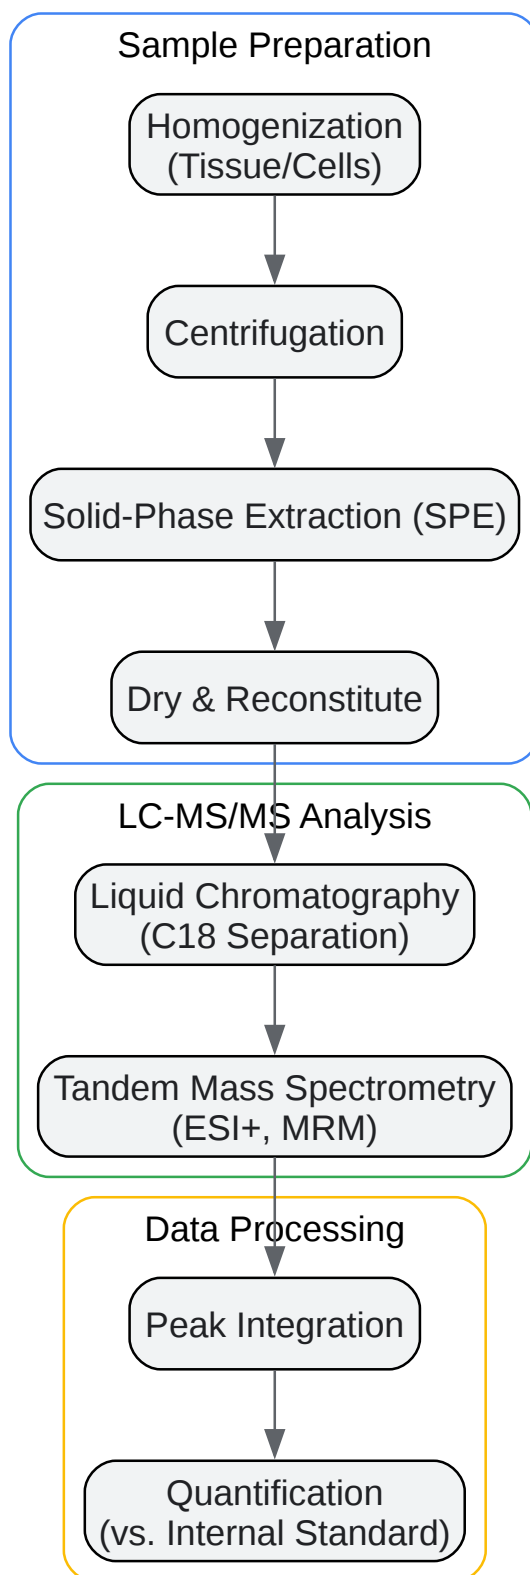 Sample Preparation
Homogenization
(Tissue/Cells)
Centrifugation
Solid-Phase Extraction (SPE)
Dry & Reconstitute
LC-MS/MS Analysis
Liquid Chromatography
(C18 Separation)
Tandem Mass Spectrometry
(ESI+, MRM)
Data Processing
Peak Integration
Quantification
(vs. Internal Standard)